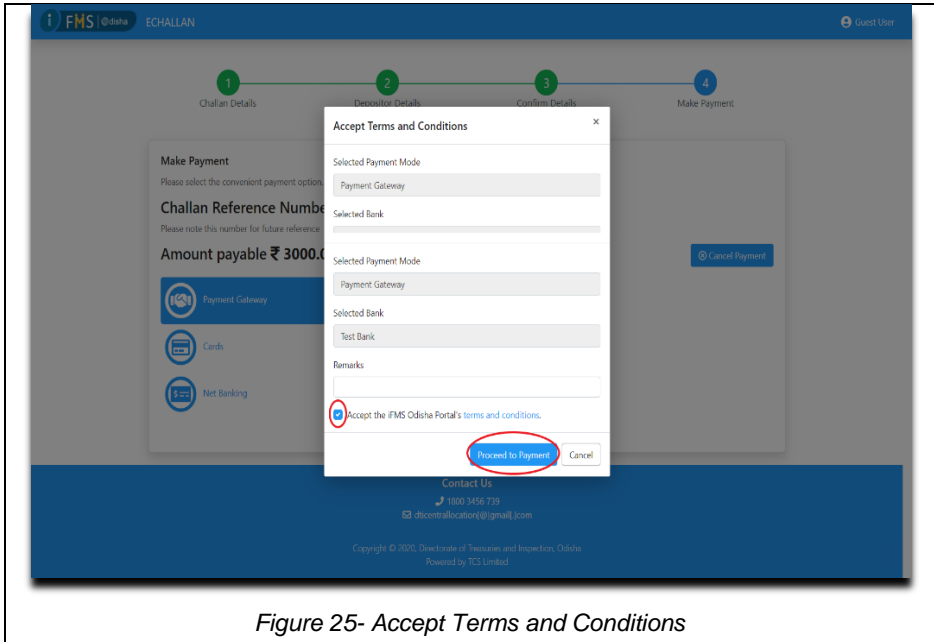 i FMS | @disha ECHALLAN
Guest User
1 2 3 4
Challan Details Depositor Details Confirm Details Make Payment
Accept Terms and Conditions ×
Selected Payment Mode
Payment Gateway
Selected Bank
Selected Payment Mode
Payment Gateway
Selected Bank
Test Bank
Remarks
Accept the iFMS Odisha Portal's terms and conditions.
Proceed to Payment Cancel
Make Payment
Please select the convenient payment option.
Challan Reference Numbe
Please note this number for future reference
Amount payable ₹ 3000.0
Cancel Payment
Payment Gateway
Cards
Net Banking
Contact Us
1800 3456 739
dticentrallocation[@]gmail[.]com
Copyright © 2020, Directorate of Treasuries and Inspection, Odisha
Powered by TCS Limited
Figure 25- Accept Terms and Conditions